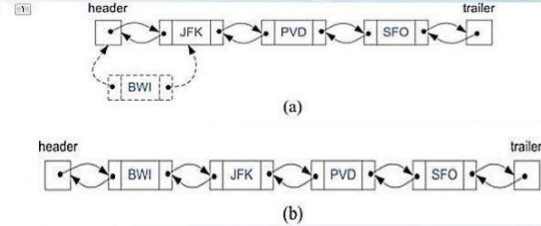 header trailer
JFK PVD SFO
BWI
(a)
header trailer
BWI JFK PVD SFO
(b)